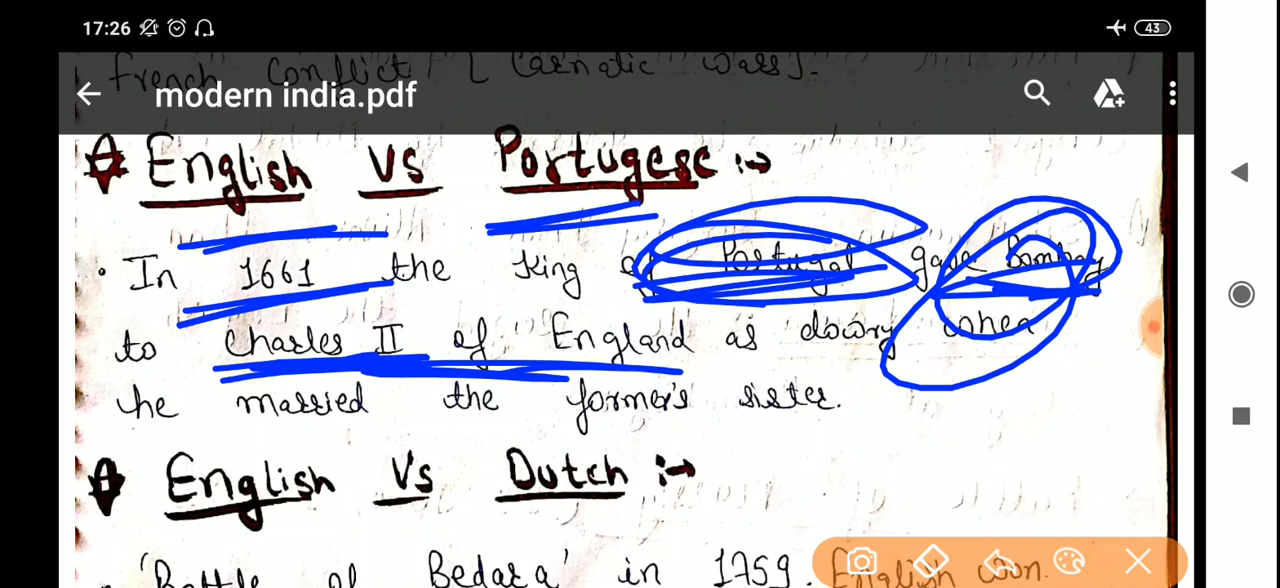 17:26
43
French Conflict [Carnatic Wars].
modern india.pdf
English VS Portugese :→
• In 1661 the King of Portugal gave Bombay
to Charles II of England as dowry when
he married the former's sister.
English Vs Dutch :→
'Battle of Bedara' in 1759. English won.